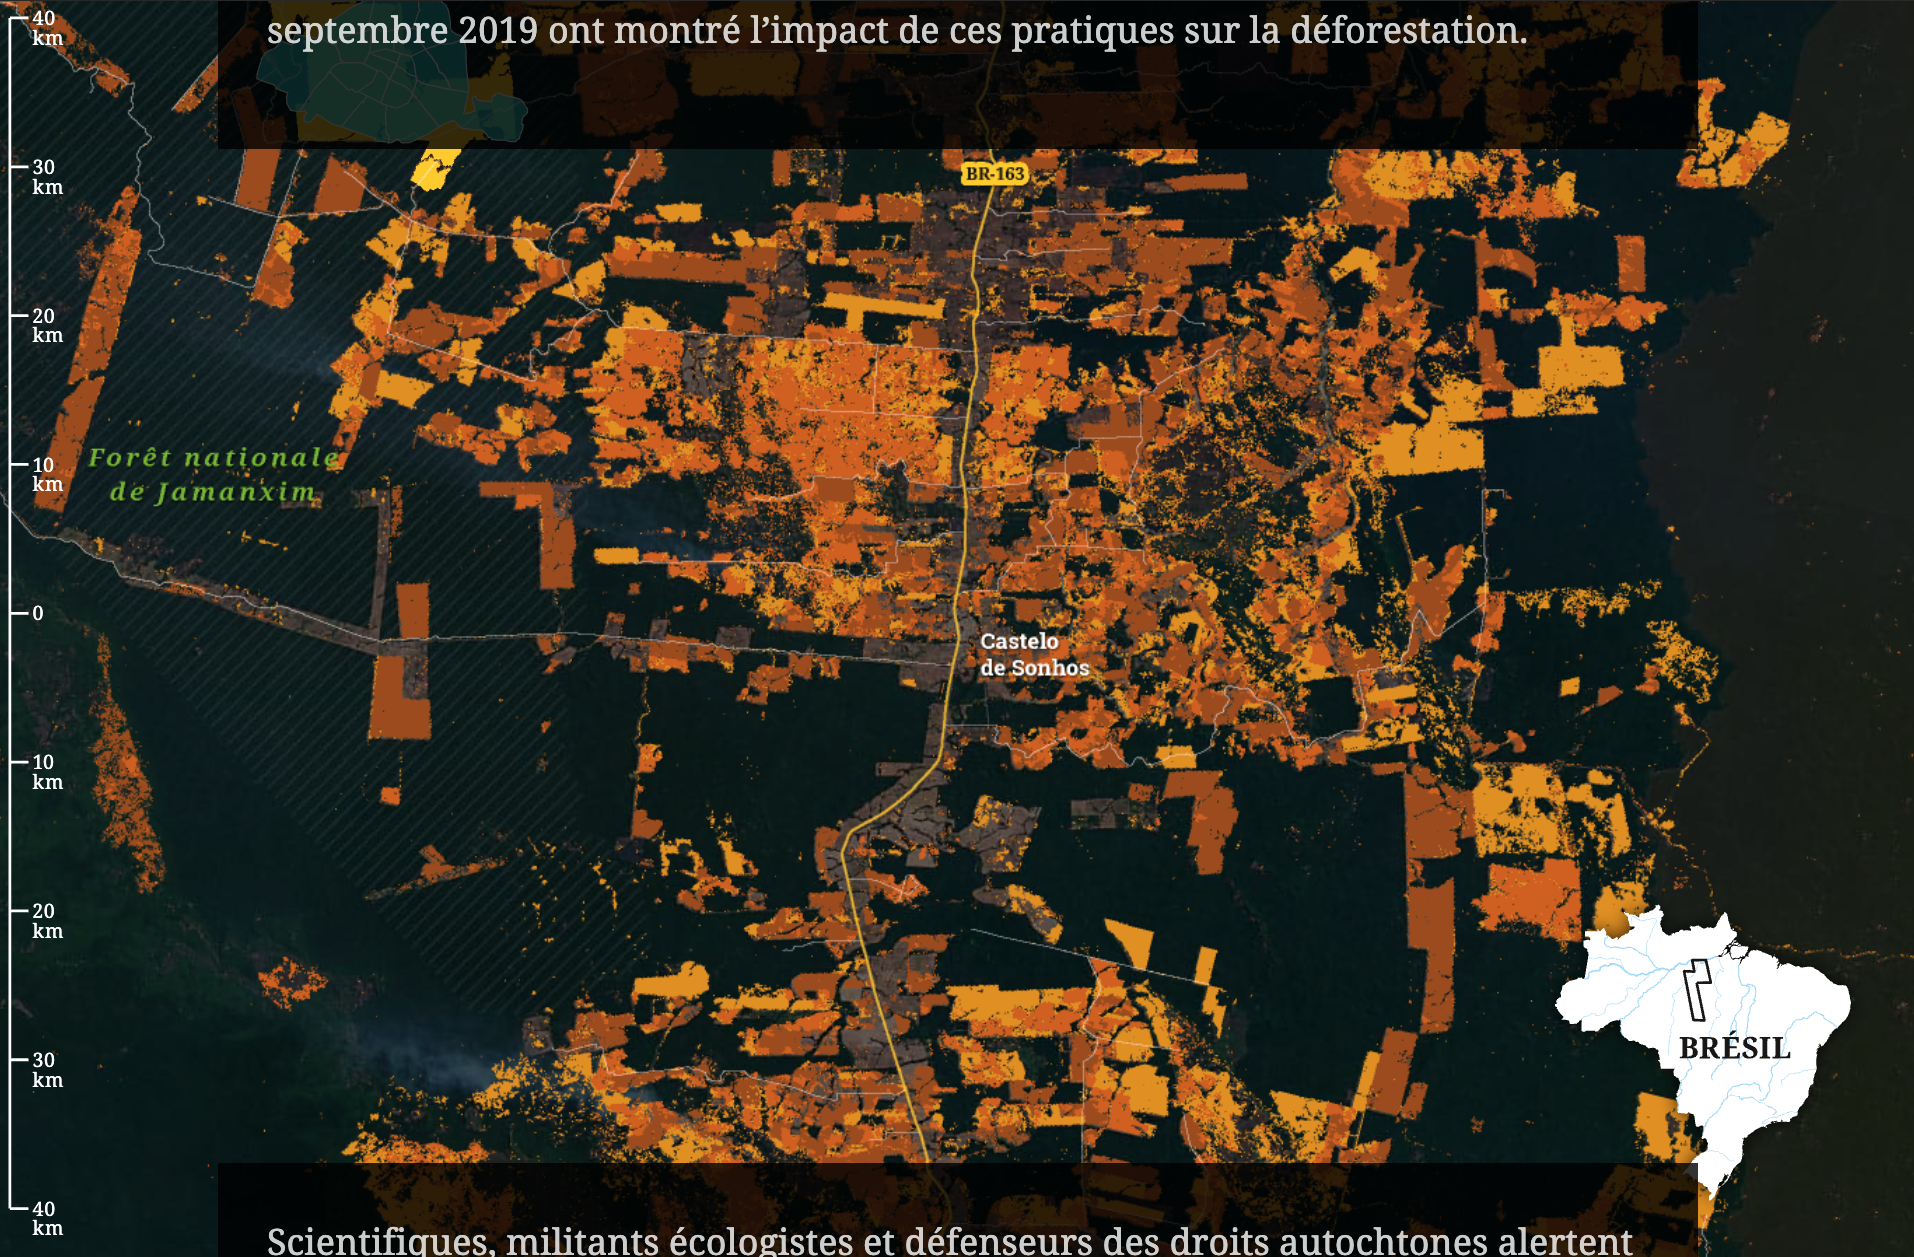 septembre 2019 ont montré l’impact de ces pratiques sur la déforestation.
40
km
30
km
BR-163
20
km
Forêt nationale
de Jamanxim
10
km
0
Castelo
de Sonhos
10
km
20
km
BRÉSIL
30
km
40
km
Scientifiques, militants écologistes et défenseurs des droits autochtones alertent